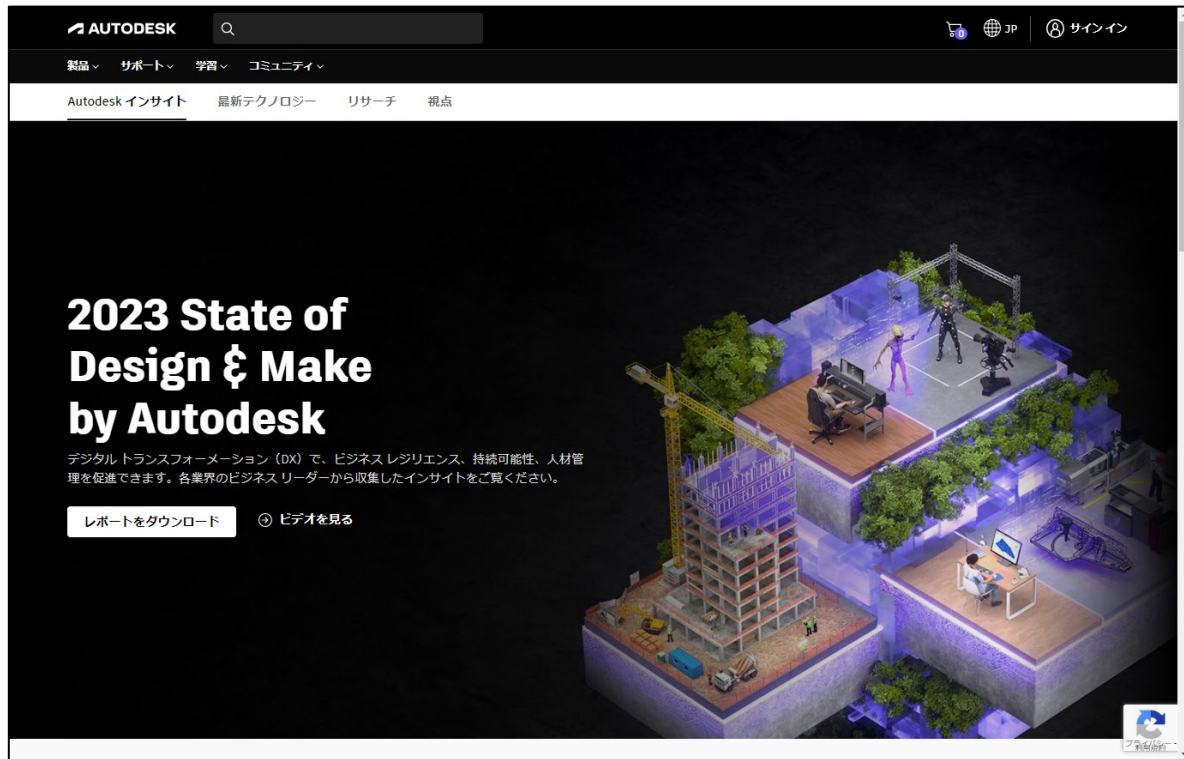 AUTODESK
0
JP
サインイン
製品
サポート
学習
コミュニティ
Autodesk インサイト
最新テクノロジー
リサーチ
視点
2023 State of
Design & Make
by Autodesk
デジタル トランスフォーメーション（DX）で、ビジネス レジリエンス、持続可能性、人材管
理を促進できます。各業界のビジネス リーダーから収集したインサイトをご覧ください。
レポートをダウンロード
ビデオを見る